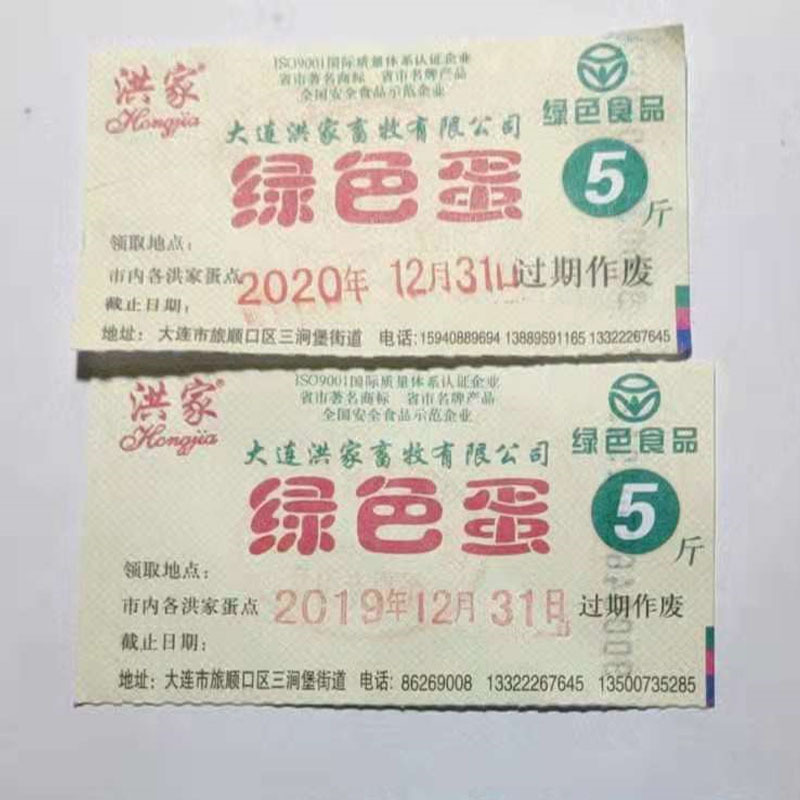 ISO9001国际质量体系认证企业
省市著名商标 省市名牌产品
全国安全食品示范企业
洪家®
Hongjia
绿色食品
大连洪家畜牧有限公司
绿色蛋
5
斤
领取地点：
市内各洪家蛋点
2020年 12月31日 过期作废
截止日期：
地址：大连市旅顺口区三涧堡街道 电话:15940889694 13889591165 13322267645
ISO9001国际质量体系认证企业
省市著名商标 省市名牌产品
全国安全食品示范企业
洪家®
Hongjia
绿色食品
大连洪家畜牧有限公司
绿色蛋
5
斤
领取地点：
市内各洪家蛋点 2019年12月31日 过期作废
截止日期：
地址：大连市旅顺口区三涧堡街道 电话: 86269008 13322267645 13500735285